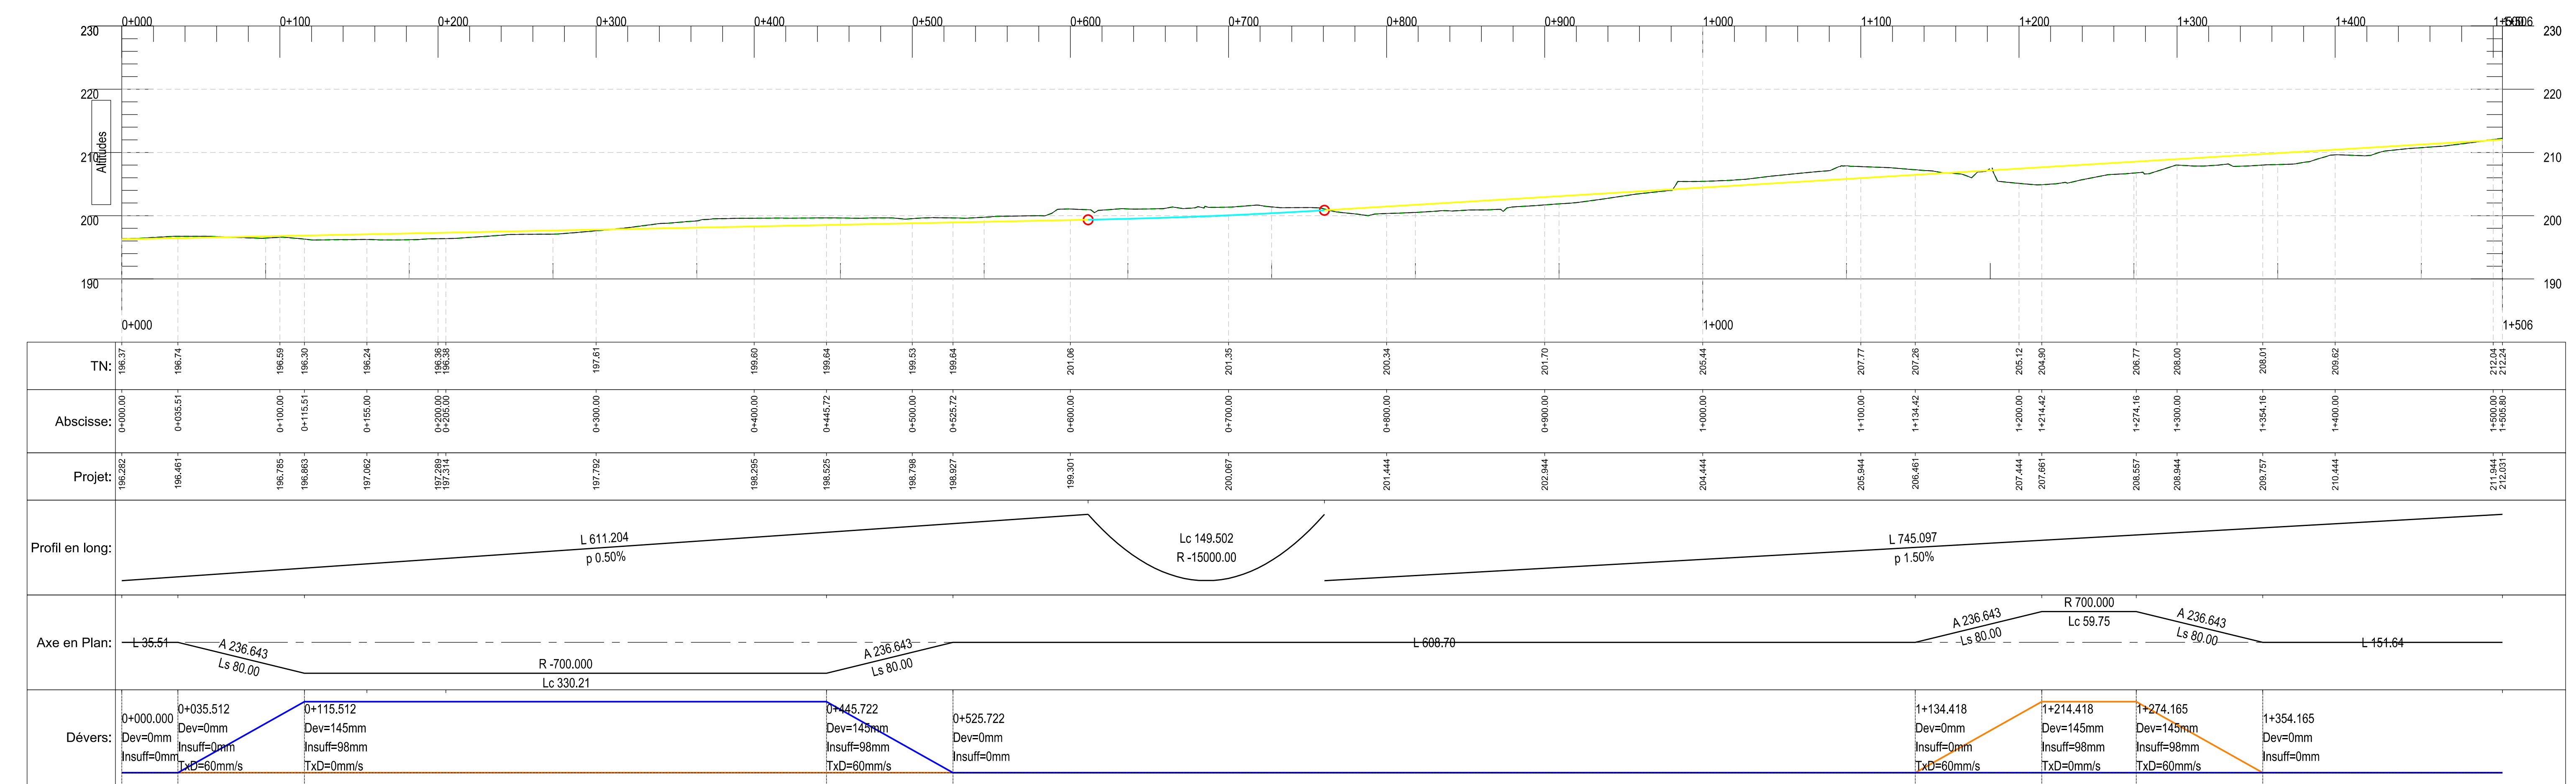 0+000 0+100 0+200 0+300 0+400 0+500 0+600 0+700 0+800 0+900 1+000 1+100 1+200 1+300 1+400 1+500 1+506
230 230
220 220
210 210
Altitudes
200 200
190 190
0+000 1+000 1+506
TN: 196.37 196.74 196.59 196.30 196.24 196.36 196.38 197.61 199.60 199.64 199.53 199.64 201.06 201.35 200.34 201.70 205.44 207.77 207.26 205.12 204.90 206.77 208.00 208.01 209.62 212.04 212.24
Abscisse: 0+000.00 0+035.51 0+100.00 0+115.51 0+155.00 0+200.00 0+205.00 0+300.00 0+400.00 0+445.72 0+500.00 0+525.72 0+600.00 0+700.00 0+800.00 0+900.00 1+000.00 1+100.00 1+134.42 1+200.00 1+214.42 1+274.16 1+300.00 1+354.16 1+400.00 1+500.00 1+505.80
Projet: 196.282 196.461 196.785 196.863 197.062 197.289 197.314 197.792 198.295 198.525 198.798 198.927 199.301 200.067 201.444 202.944 204.444 205.944 206.461 207.444 207.661 208.557 208.944 209.757 210.444 211.944 212.031
Profil en long:
L 611.204
p 0.50%
Lc 149.502
R -15000.00
L 745.097
p 1.50%
Axe en Plan:
L 35.51
A 236.643
Ls 80.00
R -700.000
Lc 330.21
A 236.643
Ls 80.00
L 608.70
A 236.643
Ls 80.00
R 700.000
Lc 59.75
A 236.643
Ls 80.00
L 151.64
Dévers:
0+000.000
Dev=0mm
Insuff=0mm
0+035.512
Dev=0mm
Insuff=0mm
TxD=60mm/s
0+115.512
Dev=145mm
Insuff=98mm
TxD=0mm/s
0+445.722
Dev=145mm
Insuff=98mm
TxD=60mm/s
0+525.722
Dev=0mm
Insuff=0mm
1+134.418
Dev=0mm
Insuff=0mm
TxD=60mm/s
1+214.418
Dev=145mm
Insuff=98mm
TxD=0mm/s
1+274.165
Dev=145mm
Insuff=98mm
TxD=60mm/s
1+354.165
Dev=0mm
Insuff=0mm